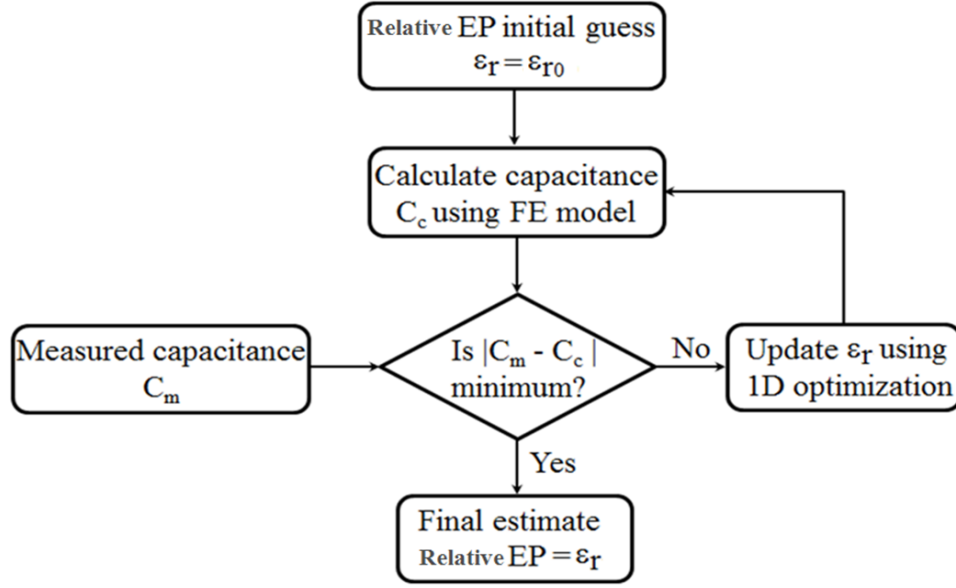 Relative EP initial guess
εr = εr0
Calculate capacitance
Cc using FE model
Measured capacitance
Cm
Is |Cm - Cc|
minimum?
No
Update εr using
1D optimization
Yes
Final estimate
Relative EP = εr